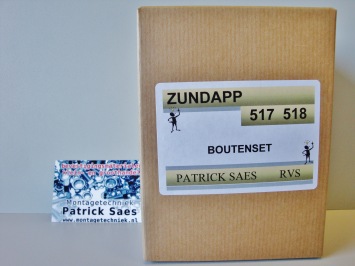 ZUNDAPP
517 518
BOUTENSET
PATRICK SAES RVS
Montagetechniek
Patrick Saes
www.montagetechniek.nl